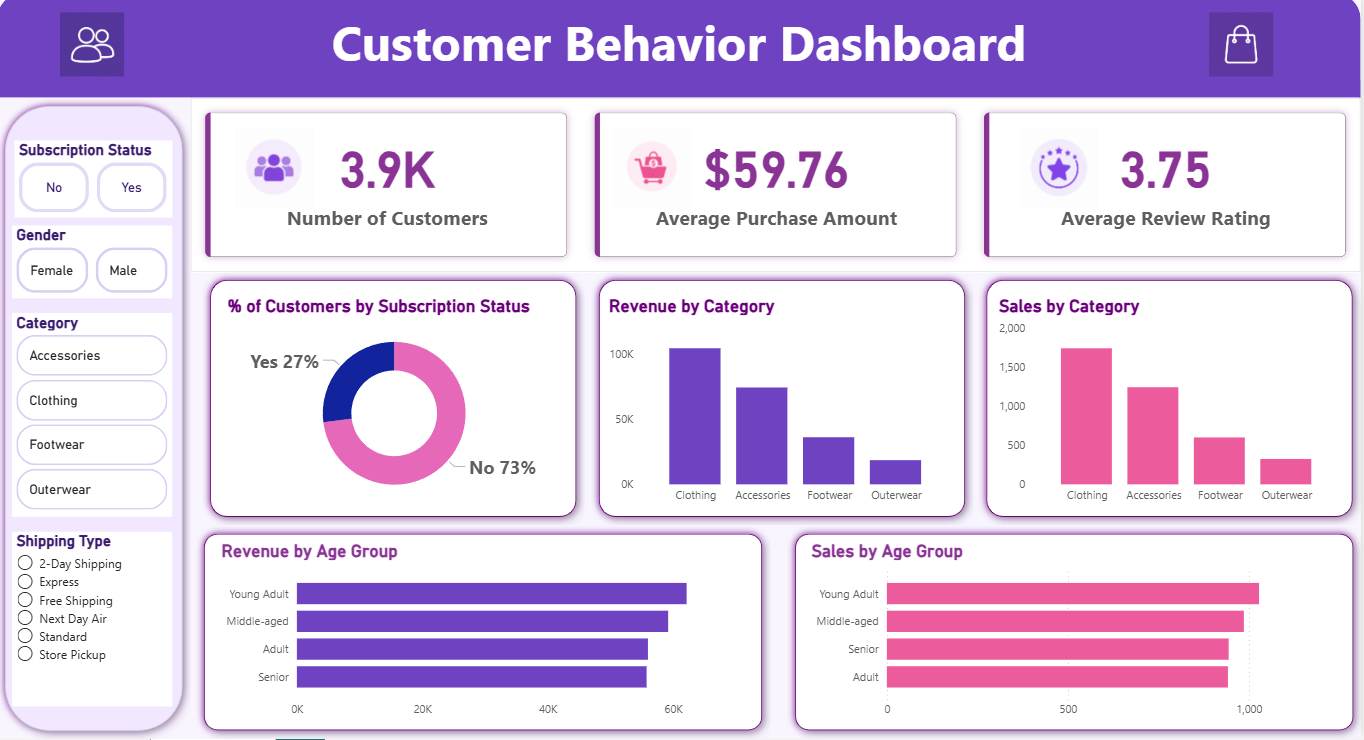 Customer Behavior Dashboard
Subscription Status
No
Yes
Gender
Female
Male
Category
Accessories
Clothing
Footwear
Outerwear
Shipping Type
2-Day Shipping
Express
Free Shipping
Next Day Air
Standard
Store Pickup
3.9K
Number of Customers
$59.76
Average Purchase Amount
3.75
Average Review Rating
% of Customers by Subscription Status
Yes 27%
No 73%
Revenue by Category
100K
50K
0K
Clothing Accessories Footwear Outerwear
Sales by Category
2,000
1,500
1,000
500
0
Clothing Accessories Footwear Outerwear
Revenue by Age Group
Young Adult
Middle-aged
Adult
Senior
0K 20K 40K 60K
Sales by Age Group
Young Adult
Middle-aged
Senior
Adult
0 500 1,000